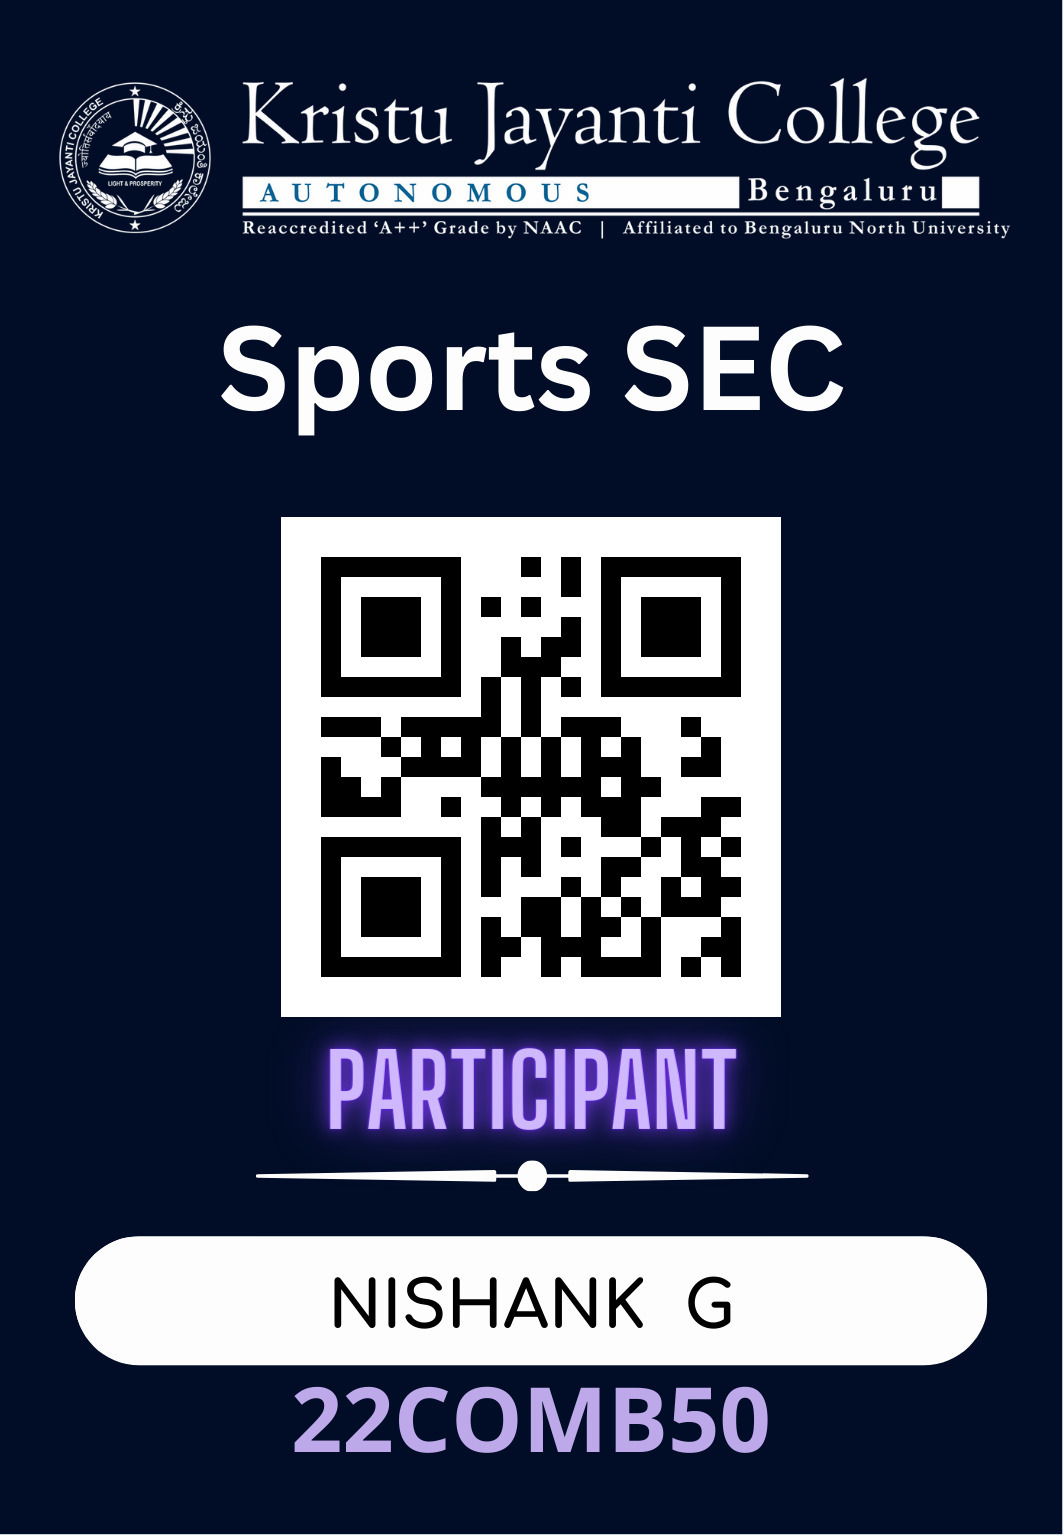 Kristu Jayanti College
AUTONOMOUS Bengaluru
Reaccredited 'A++' Grade by NAAC | Affiliated to Bengaluru North University
KRISTU JAYANTI COLLEGE
LIGHT & PROSPERITY
Sports SEC
PARTICIPANT
NISHANK G
22COMB50